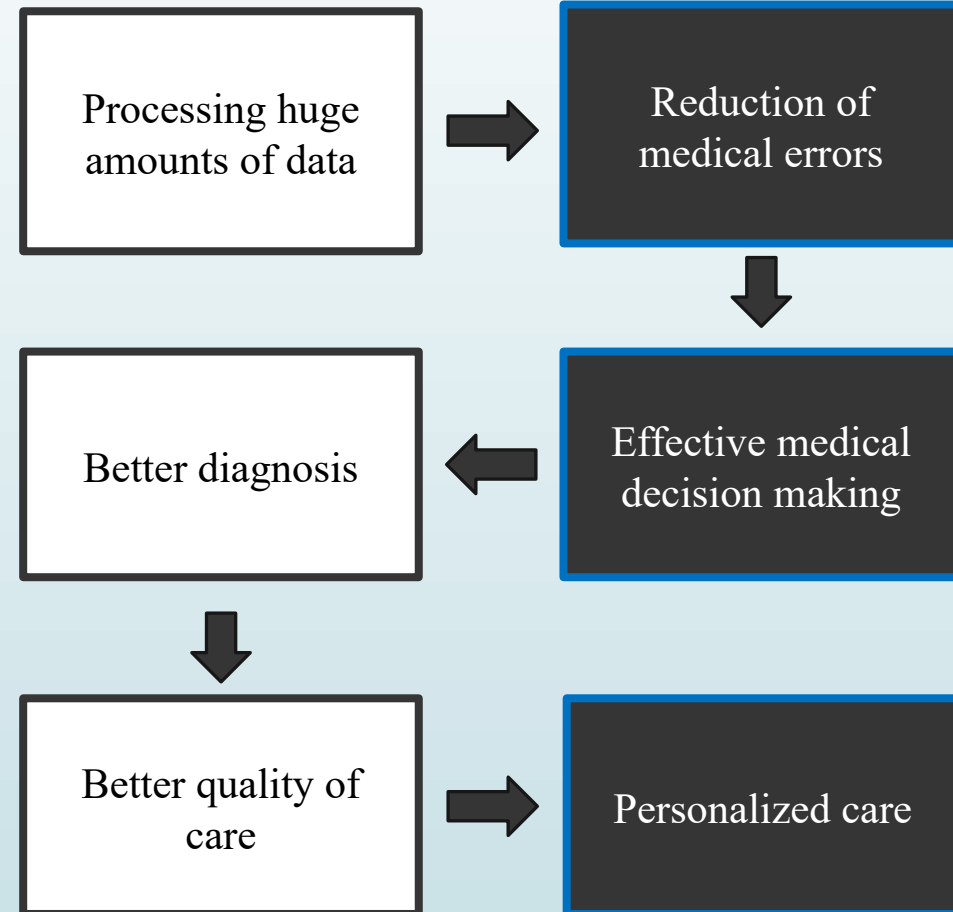 Processing huge
amounts of data
Reduction of
medical errors
Effective medical
decision making
Better diagnosis
Better quality of
care
Personalized care